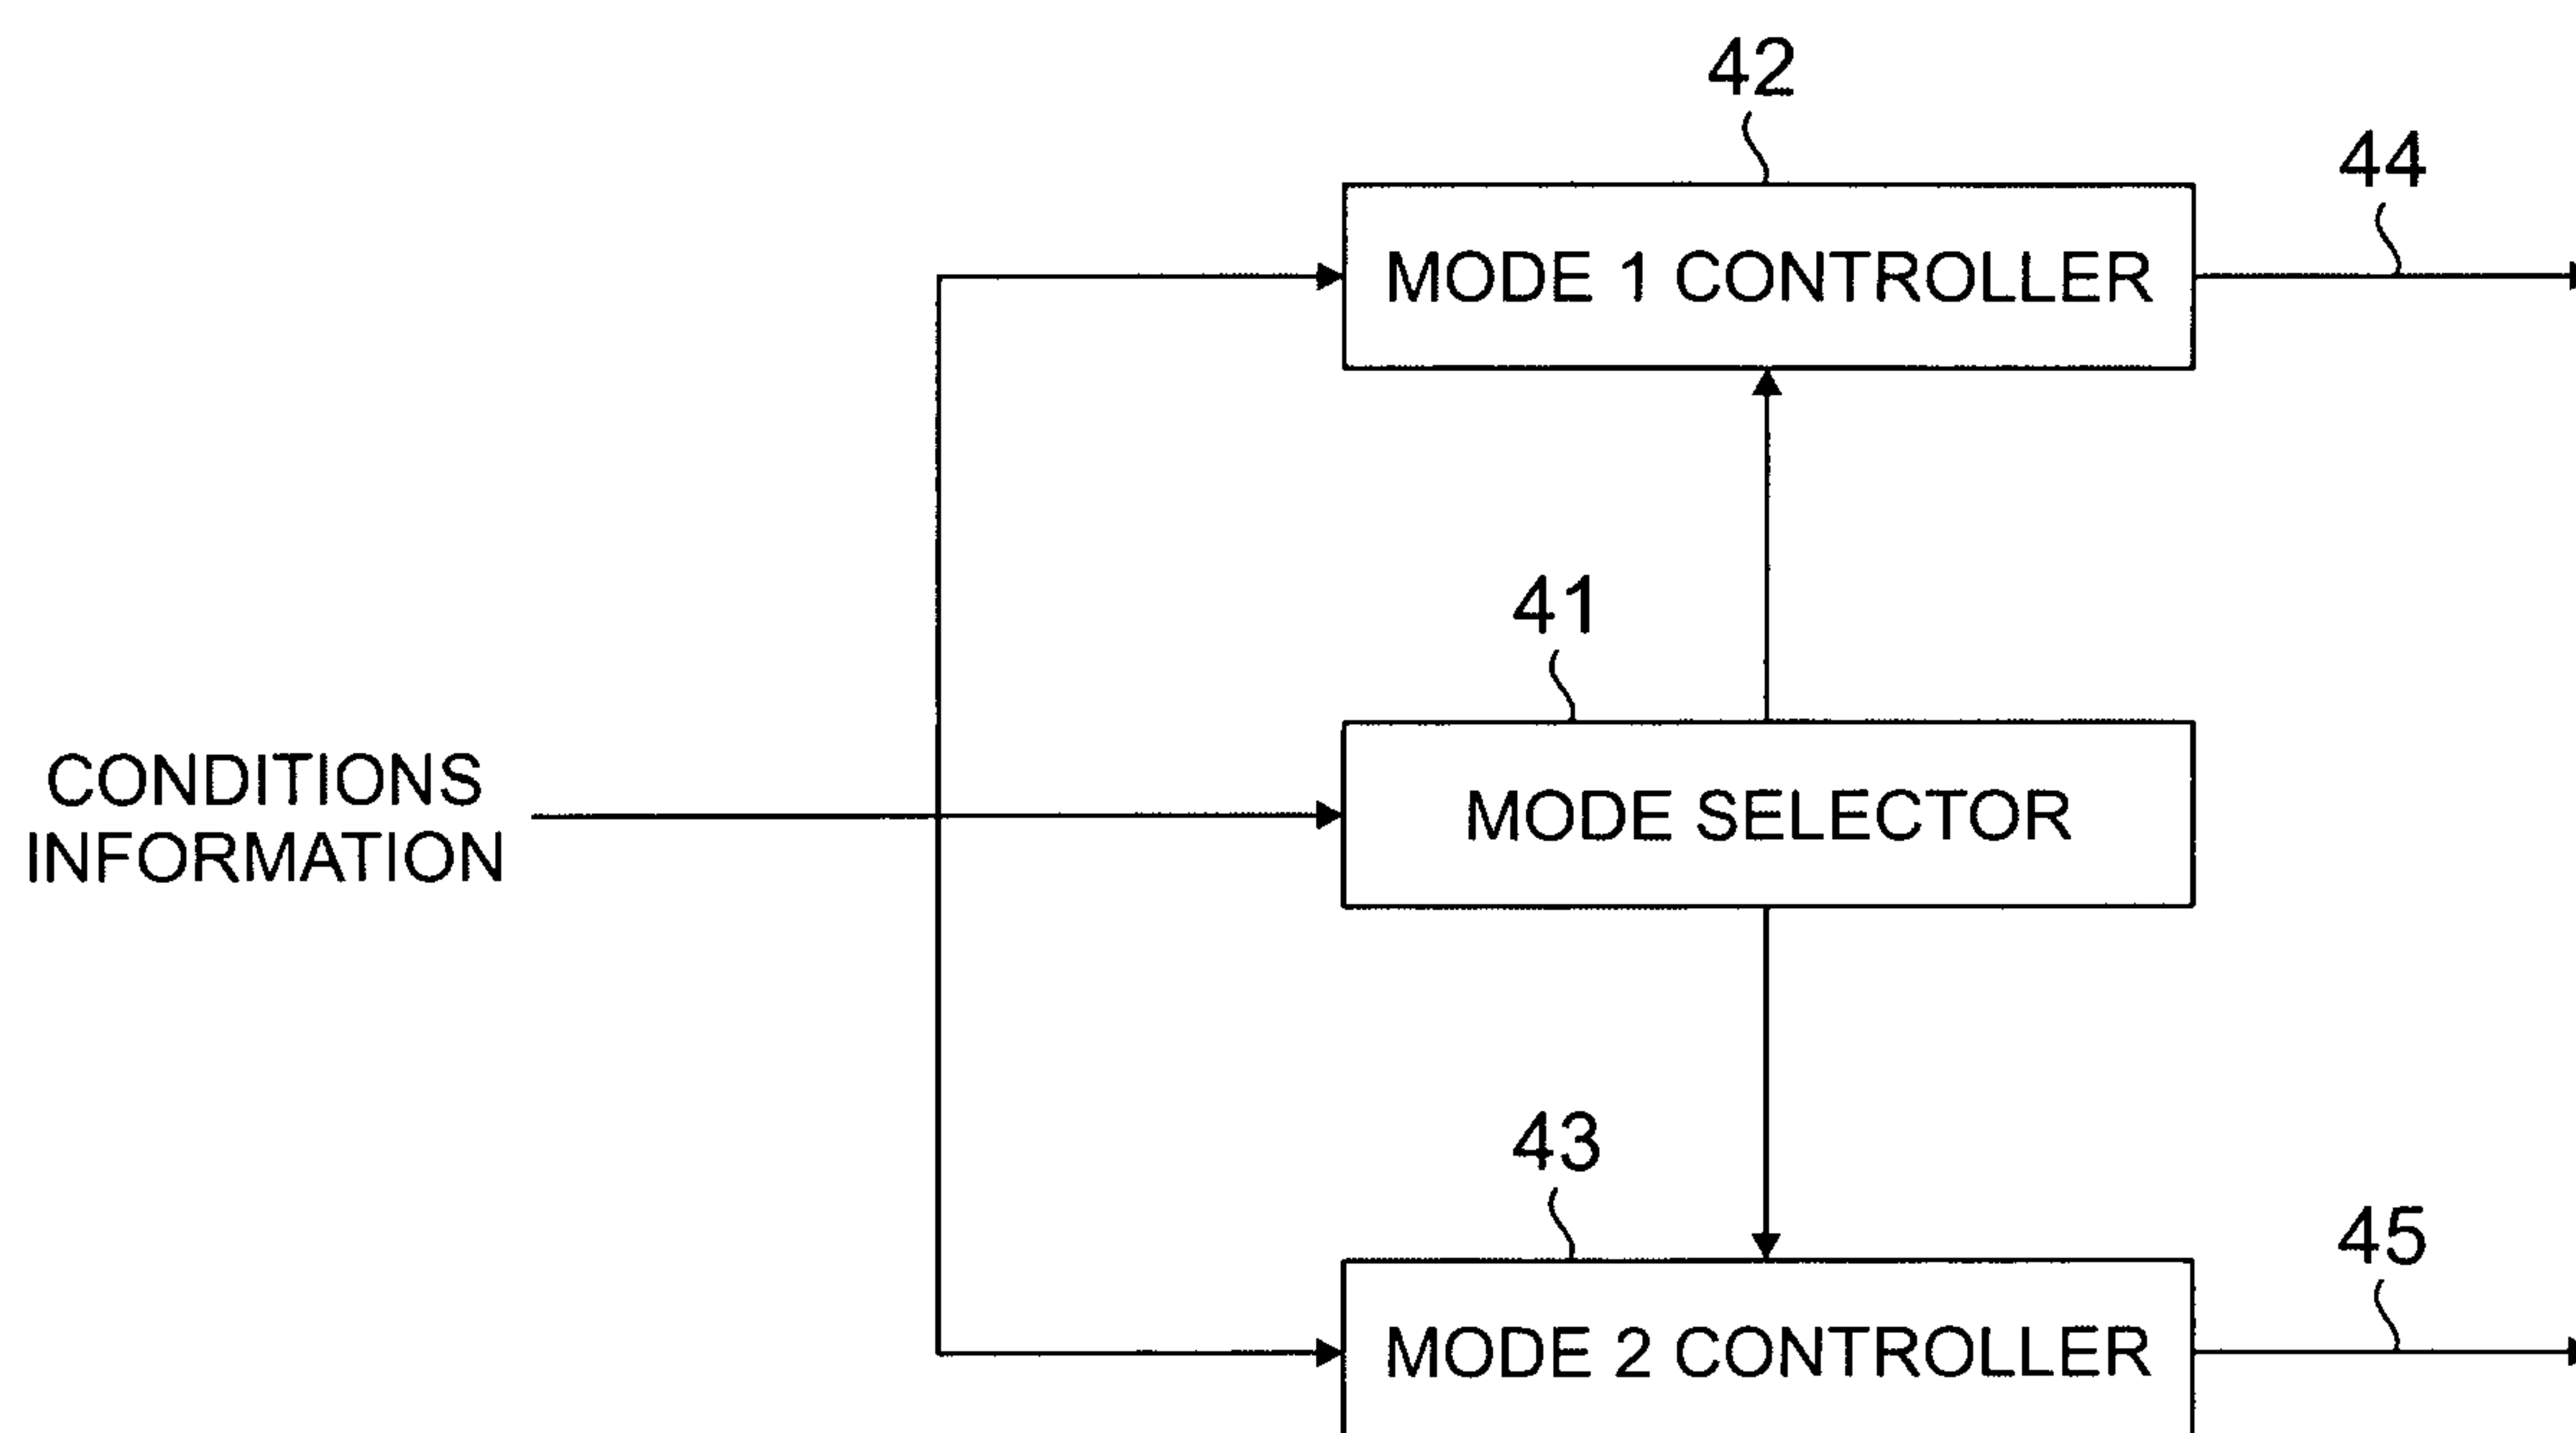 42
44
MODE 1 CONTROLLER
41
CONDITIONS
INFORMATION
MODE SELECTOR
43
45
MODE 2 CONTROLLER